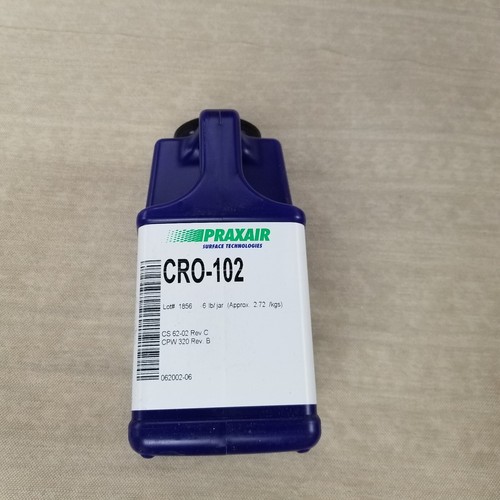 PRAXAIR
SURFACE TECHNOLOGIES
CRO-102
Lot# 1856 -6 lb/ jar (Approx. 2.72 /kgs)
CS 62-02 Rev C
CPW 320 Rev. B
062002-06